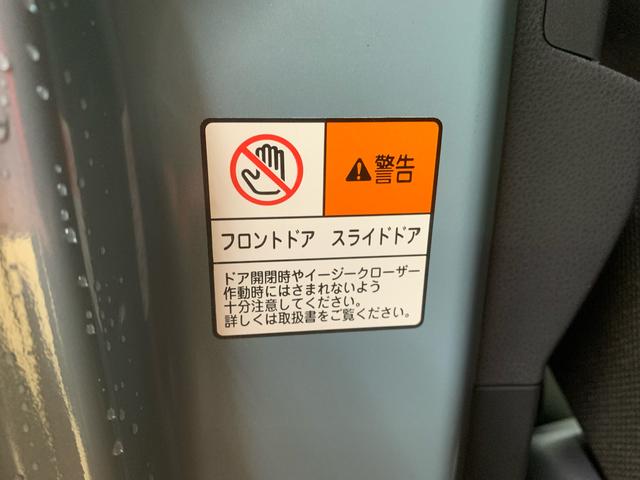 警告
フロントドア スライドドア
ドア開閉時やイージークローザー
作動時にはさまれないよう
十分注意してください。
詳しくは取扱書をご覧ください。